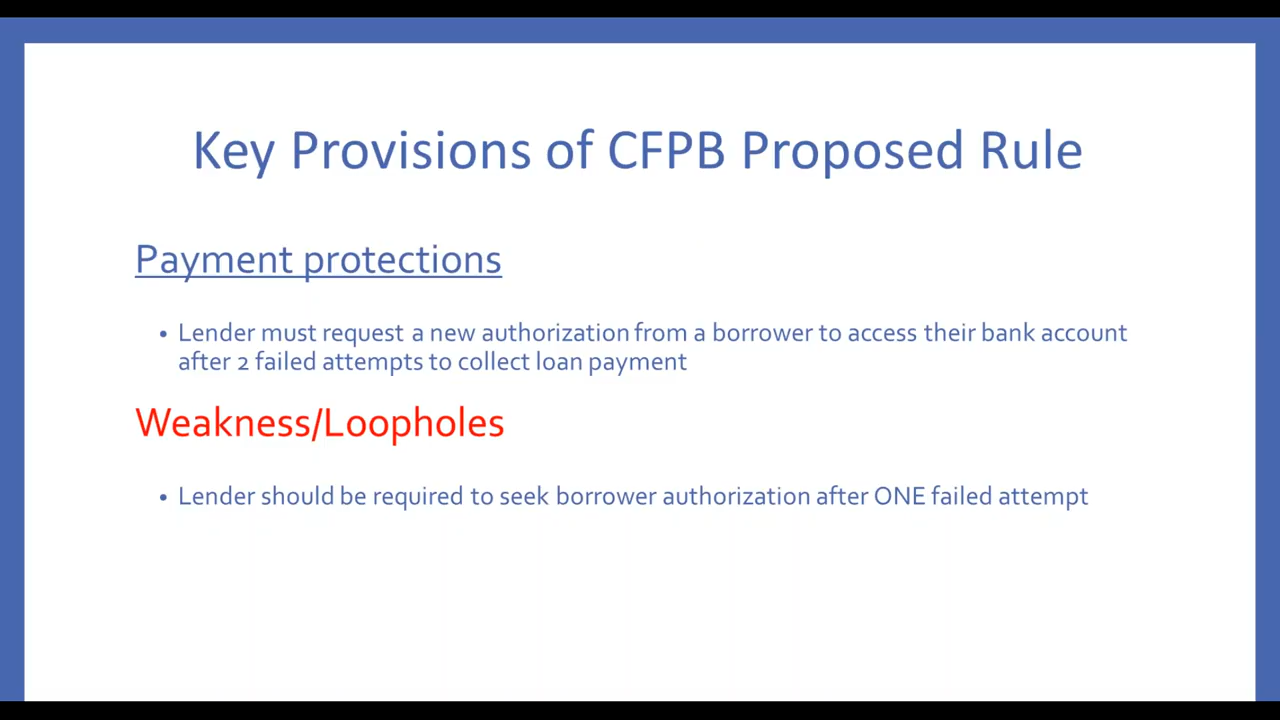 Key Provisions of CFPB Proposed Rule
Payment protections
• Lender must request a new authorization from a borrower to access their bank account
after 2 failed attempts to collect loan payment
Weakness/Loopholes
• Lender should be required to seek borrower authorization after ONE failed attempt